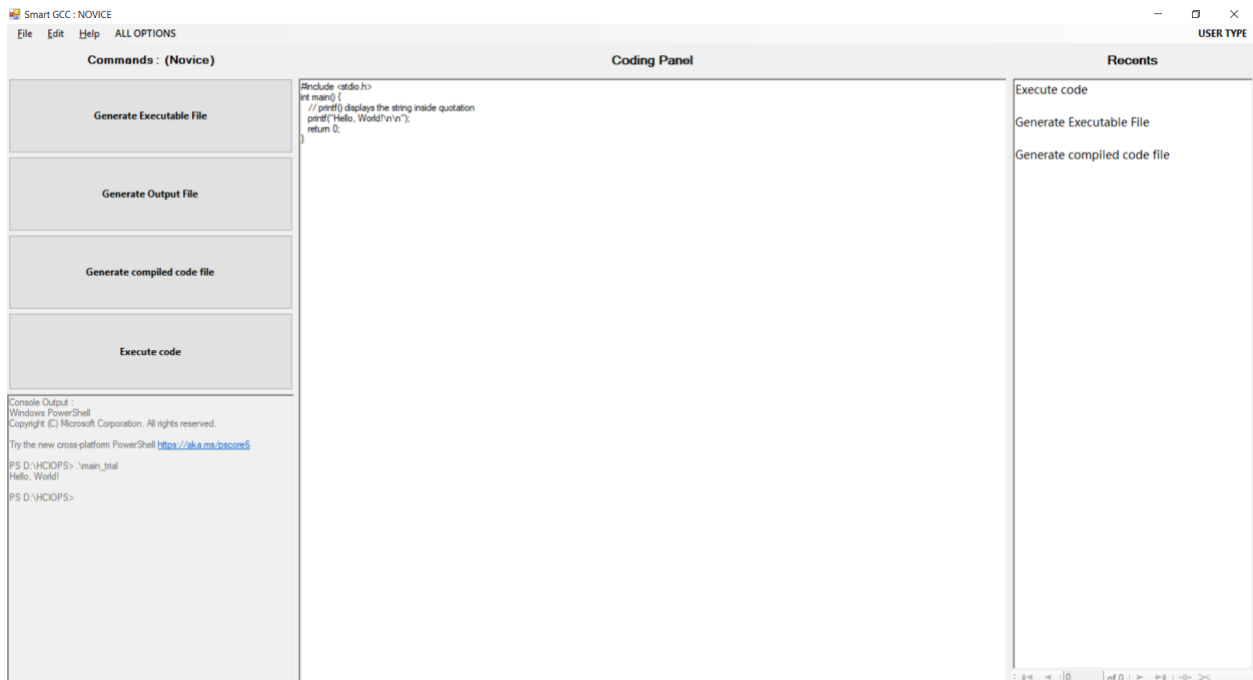 Smart GCC : NOVICE
File Edit Help ALL OPTIONS USER TYPE
Commands : (Novice)
Generate Executable File
Generate Output File
Generate compiled code file
Execute code
Console Output :
Windows PowerShell
Copyright (C) Microsoft Corporation. All rights reserved.
Try the new cross-platform PowerShell https://aka.ms/pscore6
PS D:\HCIOPS> .\main_trial
Hello, World!
PS D:\HCIOPS>
Coding Panel
#include <stdio.h>
int main() {
// printf() displays the string inside quotation
printf("Hello, World!\n\n");
return 0;
}
Recents
Execute code
Generate Executable File
Generate compiled code file
0 of 0